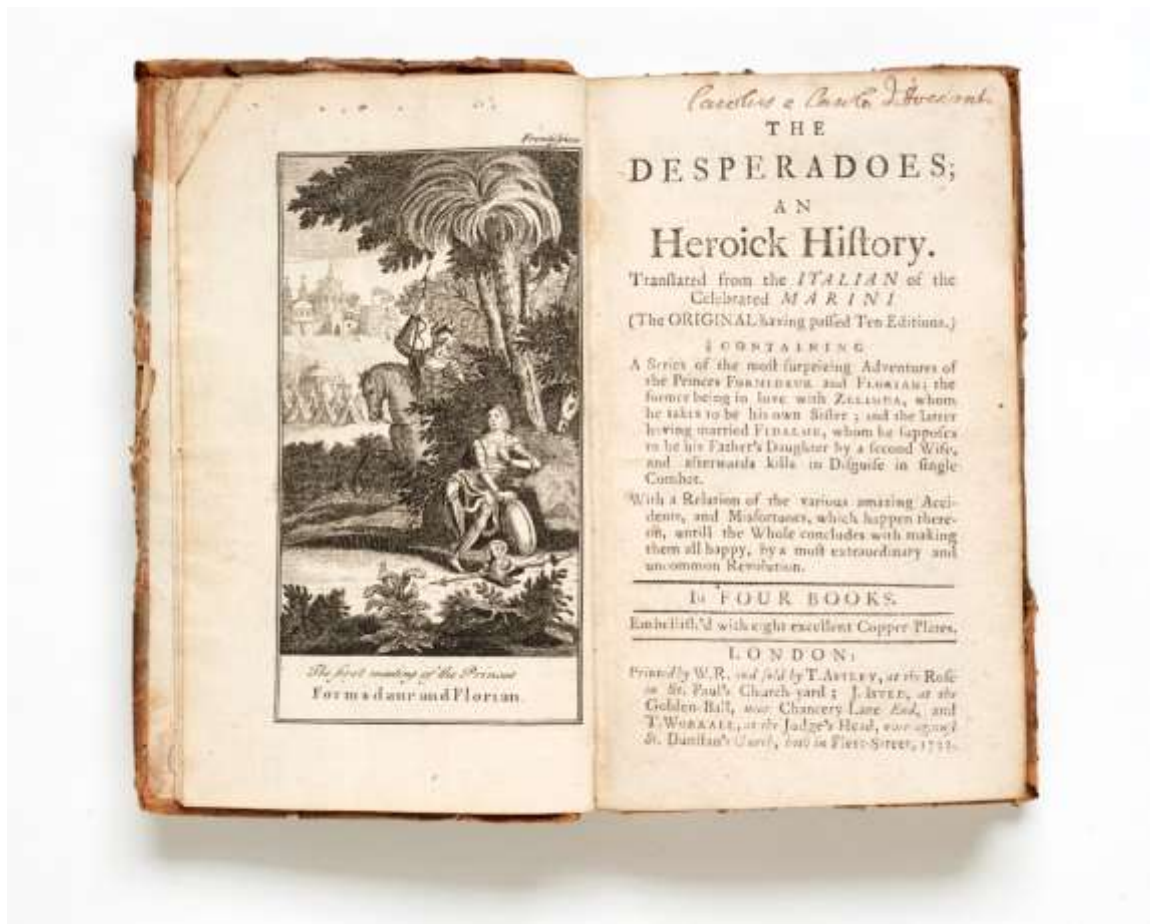 Frontispiece
The first meeting of the Princes
Formidaur and Florian.
THE
DESPERADOES;
AN
Heroick Hiſtory.
Tranſlated from the ITALIAN of the
Celebrated MARINI
(The ORIGINAL having paſſed Ten Editions.)
CONTAINING
A Series of the moſt ſurprizing Adventures of
the Princes FORMIDAUR and FLORIAN; the
former being in love with ZELINDA, whom
he takes to be his own Siſter; and the latter
having married FIDALME, whom he ſuppoſes
to be his Father's Daughter by a ſecond Wife,
and afterwards kills in Diſguiſe in ſingle
Combat.
With a Relation of the various amazing Acci-
dents, and Misfortunes, which happen there-
on, untill the Whole concludes with making
them all happy, by a moſt extraordinary and
uncommon Revolution.
In FOUR BOOKS.
Embelliſh'd with eight excellent Copper Plates.
LONDON:
Printed by W.R. and ſold by T. ASTLEY, at the Roſe
in St. Paul's Church-yard; J. ISTED, at the
Golden-Ball, near Chancery-Lane End, and
T. WORRALL, at the Judge's Head, over againſt
St. Dunſtan's Church, both in Fleet-Street,